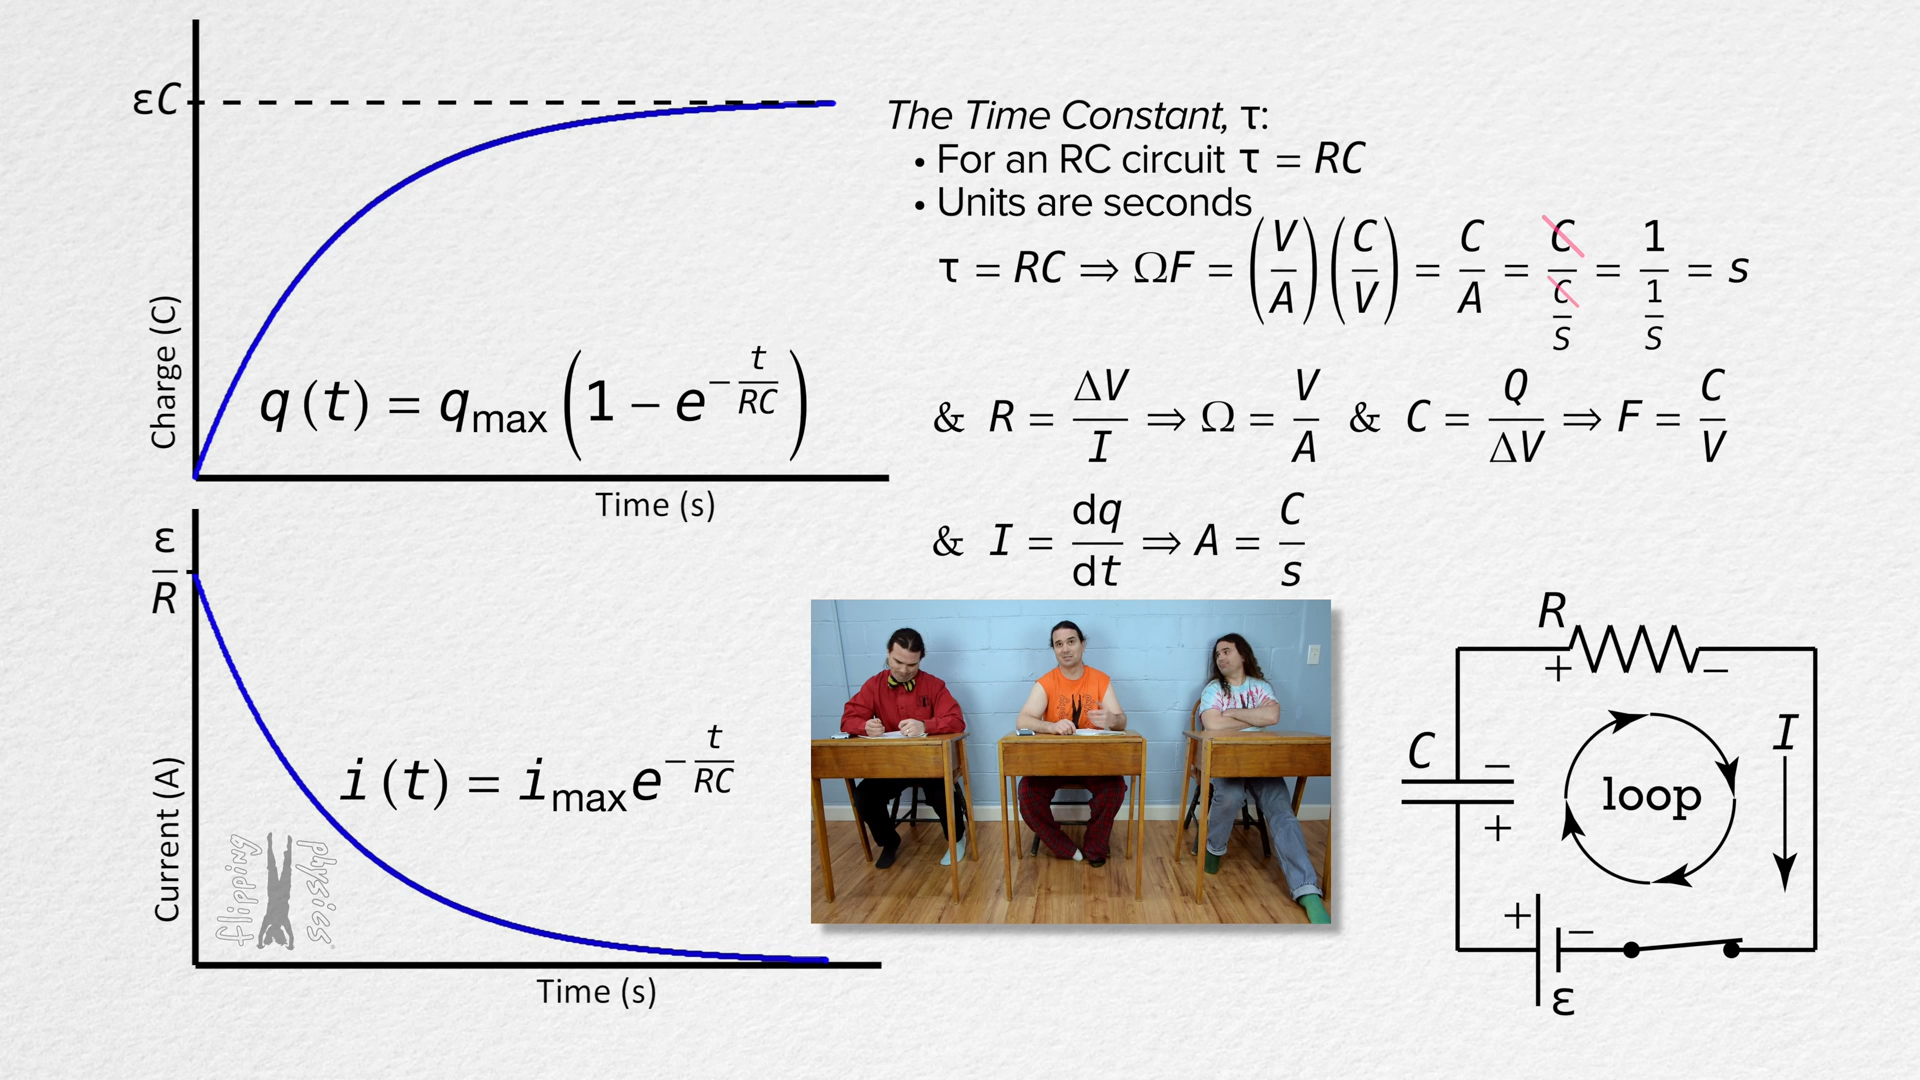 εC
Charge (C)
q(t) = q_max(1 − e^(−t/RC))
Time (s)
ε/R
Current (A)
i(t) = i_max e^(−t/RC)
flipping physics
Time (s)
The Time Constant, τ:
• For an RC circuit τ = RC
• Units are seconds
τ = RC ⇒ ΩF = (V/A)(C/V) = C/A = C/(C/S) = 1/(1/S) = s
& R = ΔV/I ⇒ Ω = V/A & C = Q/ΔV ⇒ F = C/V
& I = dq/dt ⇒ A = C/s
R
+ −
C
−
+
loop
I
+ −
ε